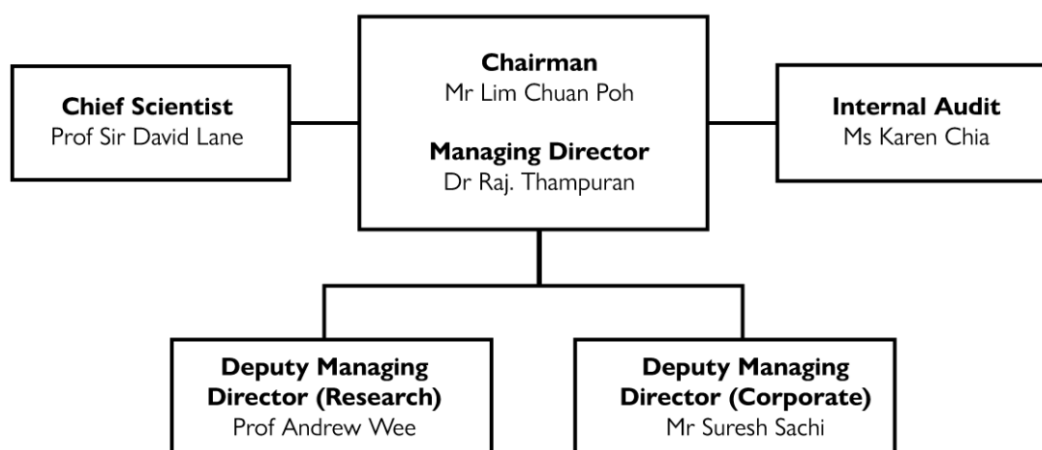 Chairman
Mr Lim Chuan Poh
Managing Director
Dr Raj. Thampuran
Chief Scientist
Prof Sir David Lane
Internal Audit
Ms Karen Chia
Deputy Managing
Director (Research)
Prof Andrew Wee
Deputy Managing
Director (Corporate)
Mr Suresh Sachi